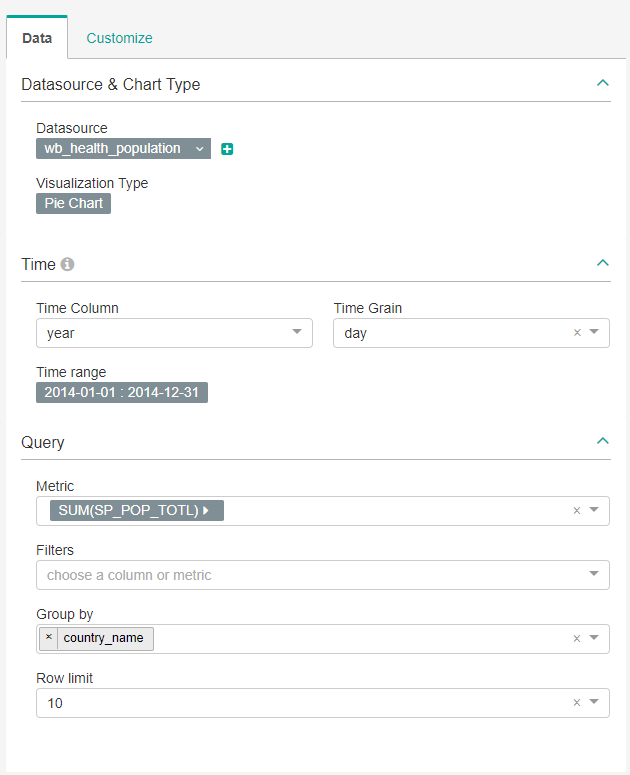 Data Customize
Datasource & Chart Type
Datasource
wb_health_population
Visualization Type
Pie Chart
Time
Time Column Time Grain
year day ×
Time range
2014-01-01 : 2014-12-31
Query
Metric
SUM(SP_POP_TOTL) ×
Filters
choose a column or metric
Group by
× country_name ×
Row limit
10 ×